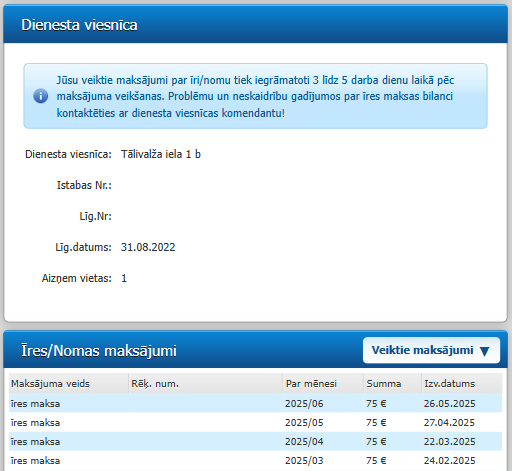 Dienesta viesnīca
Jūsu veiktie maksājumi par īri/nomu tiek iegrāmatoti 3 līdz 5 darba dienu laikā pēc
maksājuma veikšanas. Problēmu un neskaidrību gadījumos par īres maksas bilanci
kontaktēties ar dienesta viesnīcas komendantu!
Dienesta viesnīca: Tālivalža iela 1 b
Istabas Nr.:
Līg.Nr:
Līg.datums: 31.08.2022
Aizņem vietas: 1
Īres/Nomas maksājumi
Veiktie maksājumi ▼
Maksājuma veids Rēķ. num. Par mēnesi Summa Izv.datums
īres maksa 2025/06 75 € 26.05.2025
īres maksa 2025/05 75 € 27.04.2025
īres maksa 2025/04 75 € 22.03.2025
īres maksa 2025/03 75 € 24.02.2025